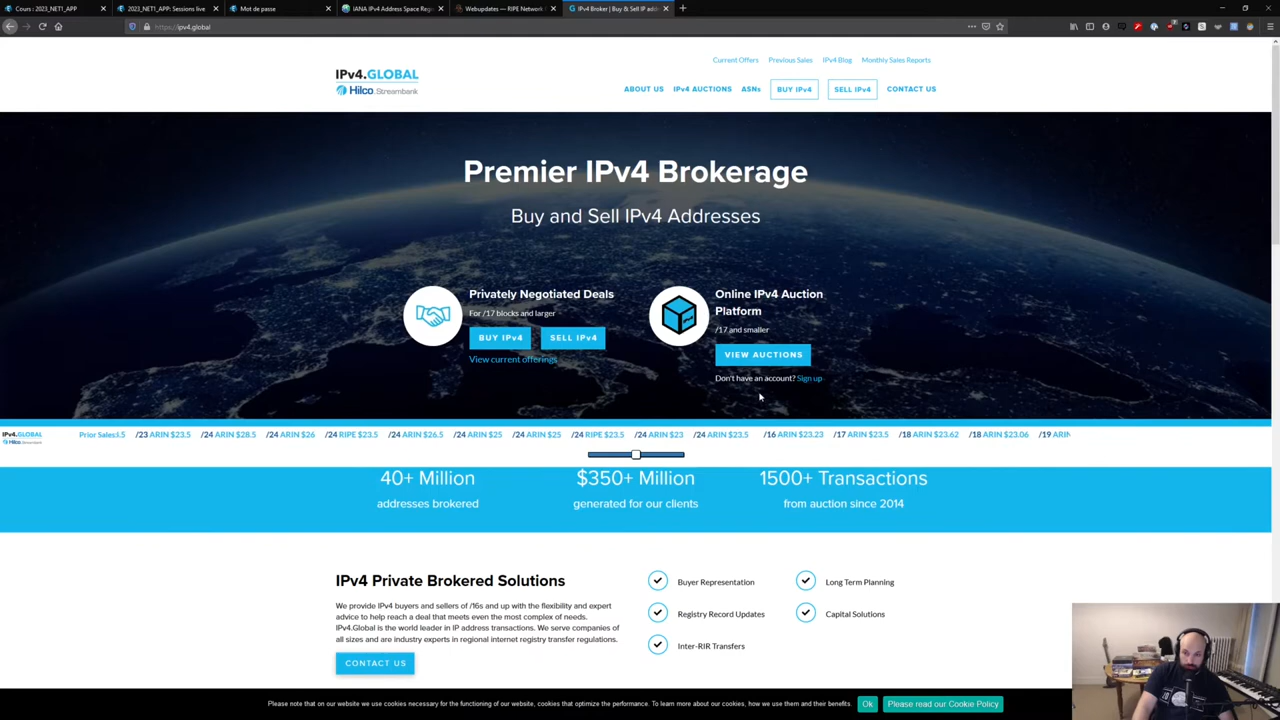 Cours : 2023_NET1_APP
2023_NET1_APP: Sessions live
Mot de passe
IANA IPv4 Address Space Regi
Webupdates — RIPE Network
IPv4 Broker | Buy & Sell IP add
https://ipv4.global
Current Offers
Previous Sales
IPv4 Blog
Monthly Sales Reports
IPv4.GLOBAL
Hilco. Streambank
ABOUT US
IPv4 AUCTIONS
ASNs
BUY IPv4
SELL IPv4
CONTACT US
Premier IPv4 Brokerage
Buy and Sell IPv4 Addresses
Privately Negotiated Deals
For /17 blocks and larger
BUY IPv4
SELL IPv4
View current offerings
Online IPv4 Auction
Platform
/17 and smaller
VIEW AUCTIONS
Don't have an account? Sign up
IPv4.GLOBAL
Hilco. Streambank
Prior Sales: .5 /23 ARIN $23.5 /24 ARIN $28.5 /24 ARIN $26 /24 RIPE $23.5 /24 ARIN $26.5 /24 ARIN $25 /24 ARIN $25 /24 RIPE $23.5 /24 ARIN $23 /24 RIPE $23.5 /16 ARIN $23.23 /17 ARIN $23.5 /18 ARIN $23.62 /18 ARIN $23.06 /19 ARIN
40+ Million
addresses brokered
$350+ Million
generated for our clients
1500+ Transactions
from auction since 2014
IPv4 Private Brokered Solutions
We provide IPv4 buyers and sellers of /16s and up with the flexibility and expert
advice to help reach a deal that meets even the most complex of needs.
IPv4.Global is the world leader in IP address transactions. We serve companies of
all sizes and are industry experts in regional internet registry transfer regulations.
CONTACT US
Buyer Representation
Long Term Planning
Registry Record Updates
Capital Solutions
Inter-RIR Transfers
Please note that on our website we use cookies necessary for the functioning of our website, cookies that optimize the performance. To learn more about our cookies, how we use them and their benefits.
Ok
Please read our Cookie Policy